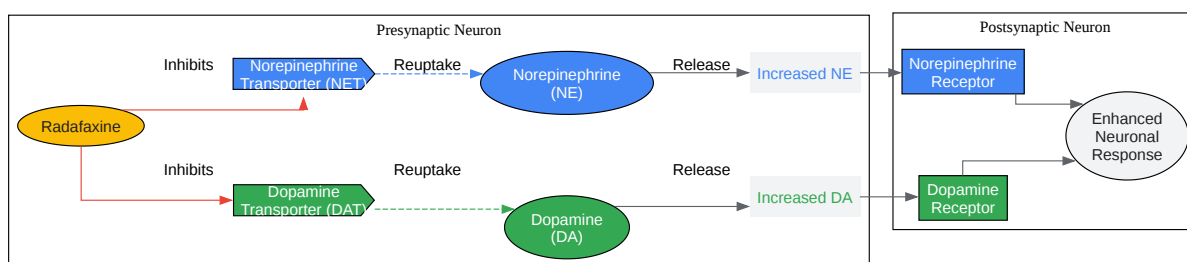 Presynaptic Neuron
Postsynaptic Neuron
Inhibits
Norepinephrine
Transporter (NET)
Reuptake
Norepinephrine
(NE)
Release
Increased NE
Norepinephrine
Receptor
Radafaxine
Enhanced
Neuronal
Response
Inhibits
Dopamine
Transporter (DAT)
Reuptake
Dopamine
(DA)
Release
Increased DA
Dopamine
Receptor